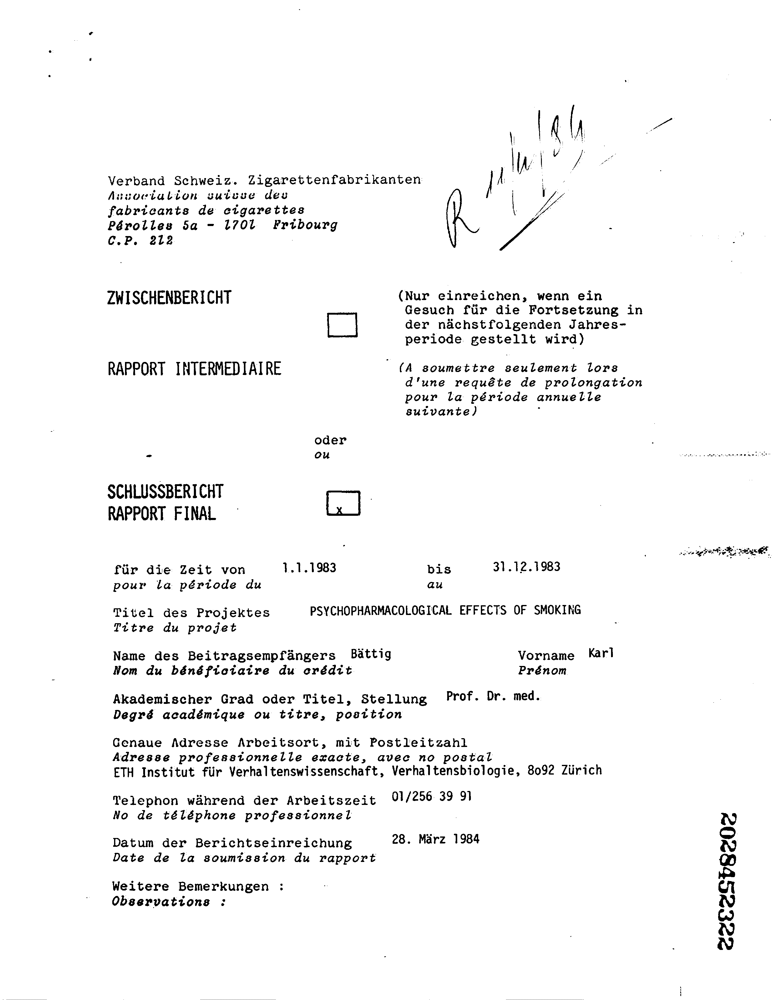 R 11/4/84
Verband Schweiz. Zigarettenfabrikanten
Association suisse des
fabricants de cigarettes
Pérolles 5a - 1701 Fribourg
C.P. 212
ZWISCHENBERICHT
(Nur einreichen, wenn ein
Gesuch für die Fortsetzung in
der nächstfolgenden Jahres-
periode gestellt wird)
RAPPORT INTERMEDIAIRE
(A soumettre seulement lors
d'une requête de prolongation
pour la période annuelle
suivante)
oder
ou
SCHLUSSBERICHT
RAPPORT FINAL
x
für die Zeit von 1.1.1983 bis 31.12.1983
pour la période du au
Titel des Projektes PSYCHOPHARMACOLOGICAL EFFECTS OF SMOKING
Titre du projet
Name des Beitragsempfängers Bättig Vorname Karl
Nom du bénéficiaire du crédit Prénom
Akademischer Grad oder Titel, Stellung Prof. Dr. med.
Degré académique ou titre, position
Genaue Adresse Arbeitsort, mit Postleitzahl
Adresse professionnelle exacte, avec no postal
ETH Institut für Verhaltenswissenschaft, Verhaltensbiologie, 8o92 Zürich
Telephon während der Arbeitszeit 01/256 39 91
No de téléphone professionnel
Datum der Berichtseinreichung 28. März 1984
Date de la soumission du rapport
Weitere Bemerkungen :
Observations :
2028452322